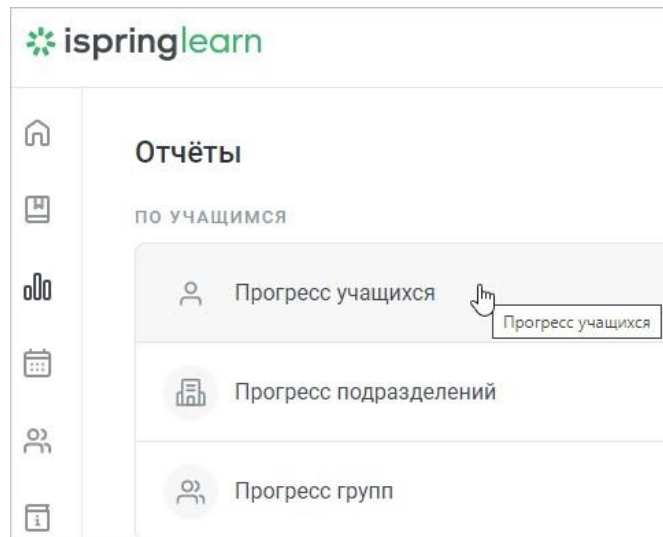 ispringlearn
Отчёты
ПО УЧАЩИМСЯ
Прогресс учащихся
Прогресс учащихся
Прогресс подразделений
Прогресс групп